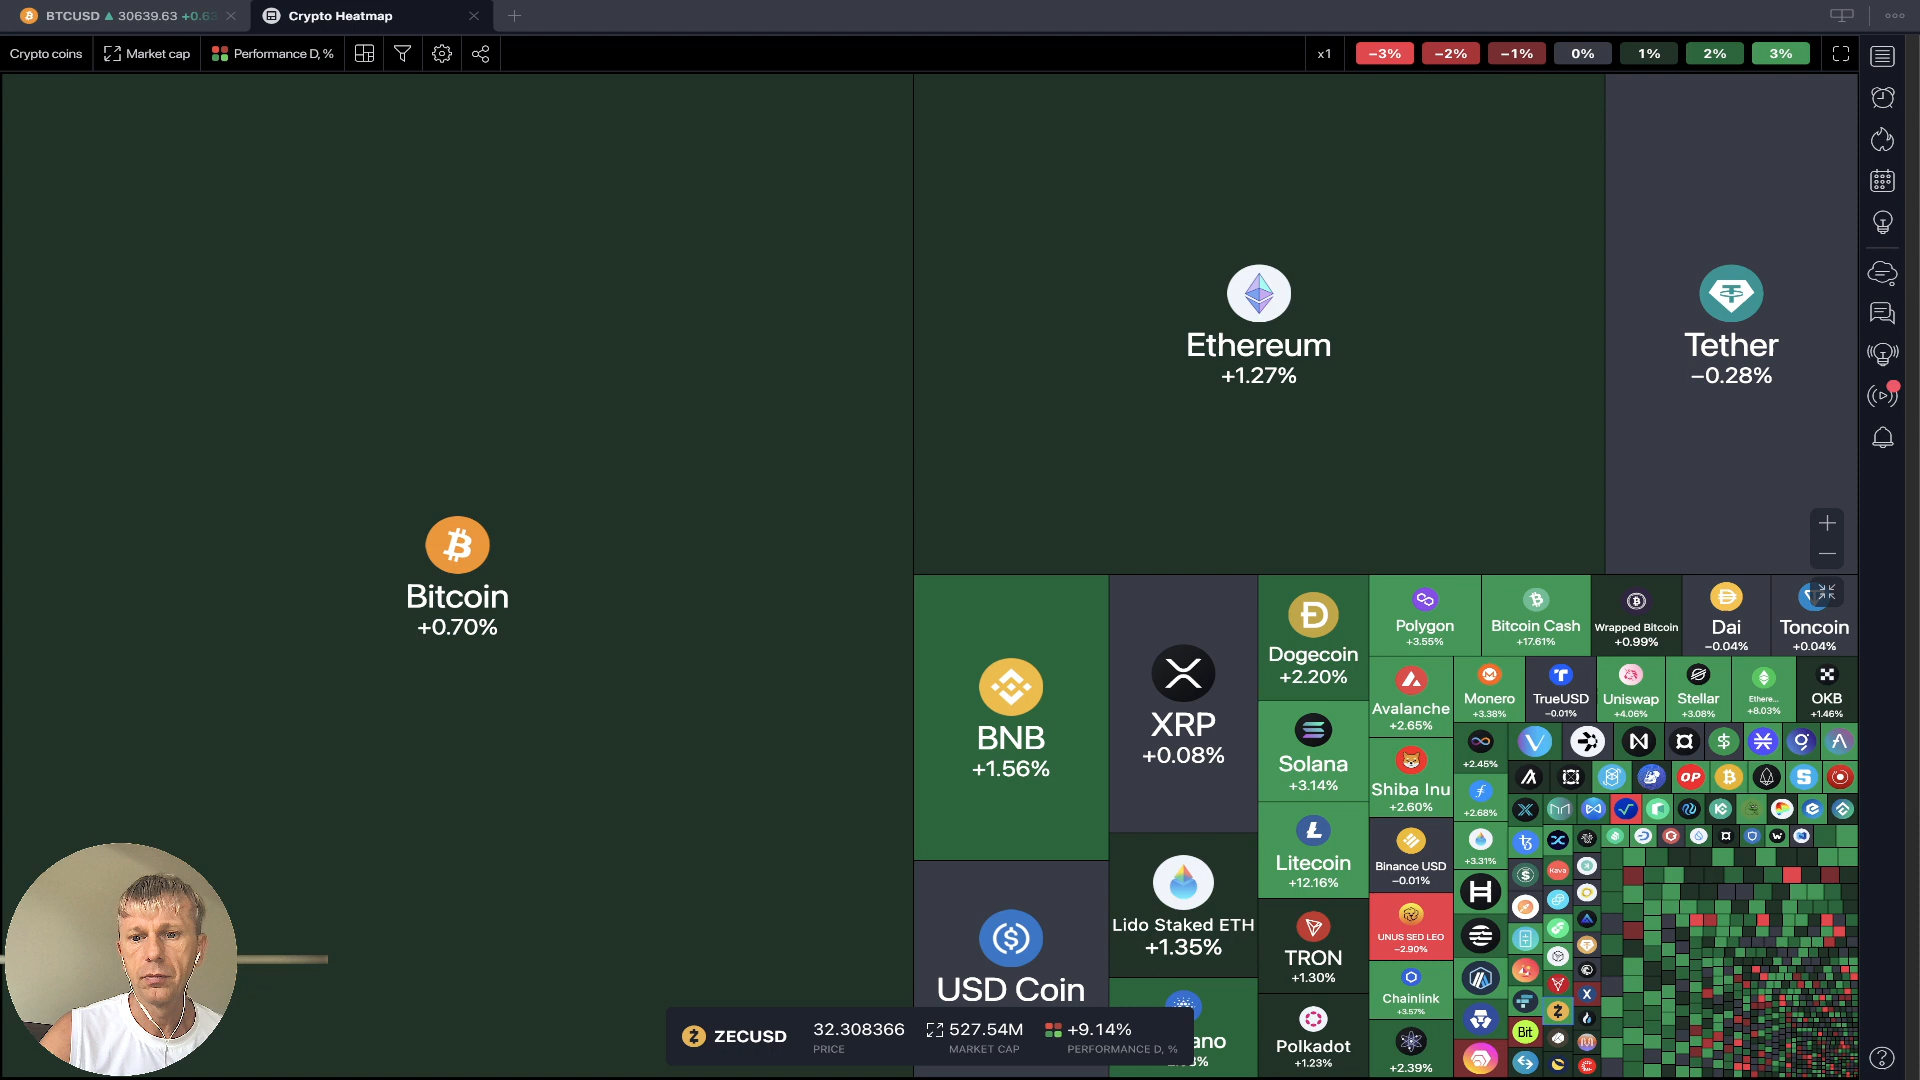 BTCUSD ▲ 30639.63 +0.63
Crypto Heatmap
Crypto coins
Market cap
Performance D, %
x1
−3%
−2%
−1%
0%
1%
2%
3%
Bitcoin
+0.70%
Ethereum
+1.27%
Tether
−0.28%
BNB
+1.56%
USD Coin
XRP
+0.08%
Lido Staked ETH
+1.35%
ano
Dogecoin
+2.20%
Solana
+3.14%
Litecoin
+12.16%
TRON
+1.30%
Polkadot
+1.23%
Polygon
+3.55%
Bitcoin Cash
+17.61%
Wrapped Bitcoin
+0.99%
Dai
−0.04%
Toncoin
+0.04%
Avalanche
+2.65%
Shiba Inu
+2.60%
Binance USD
−0.01%
UNUS SED LEO
−2.90%
Chainlink
+3.57%
+2.39%
Monero
+3.38%
TrueUSD
−0.01%
Uniswap
+4.06%
Stellar
+3.08%
Ethere...
+8.03%
OKB
+1.46%
+2.45%
+2.68%
+3.31%
OP
Kava
Bit
ZECUSD
32.308366
PRICE
527.54M
MARKET CAP
+9.14%
PERFORMANCE D, %